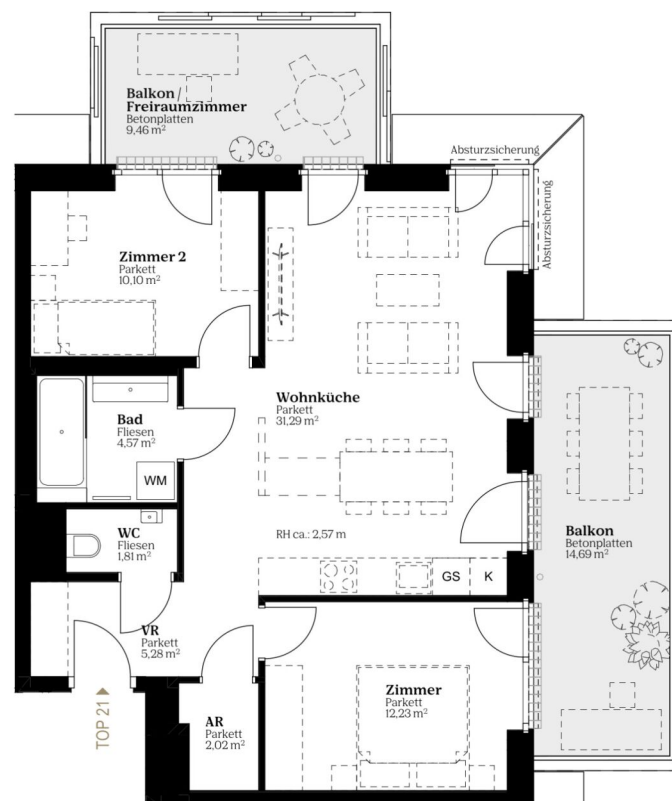 Balkon /
Freiraumzimmer
Betonplatten
9,46 m²
Absturzsicherung
Absturzsicherung
Zimmer 2
Parkett
10,10 m²
Wohnküche
Parkett
31,29 m²
Bad
Fliesen
4,57 m²
WM
WC
Fliesen
1,81 m²
RH ca.: 2,57 m
GS
K
Balkon
Betonplatten
14,69 m²
VR
Parkett
5,28 m²
Zimmer
Parkett
12,23 m²
AR
Parkett
2,02 m²
TOP 21